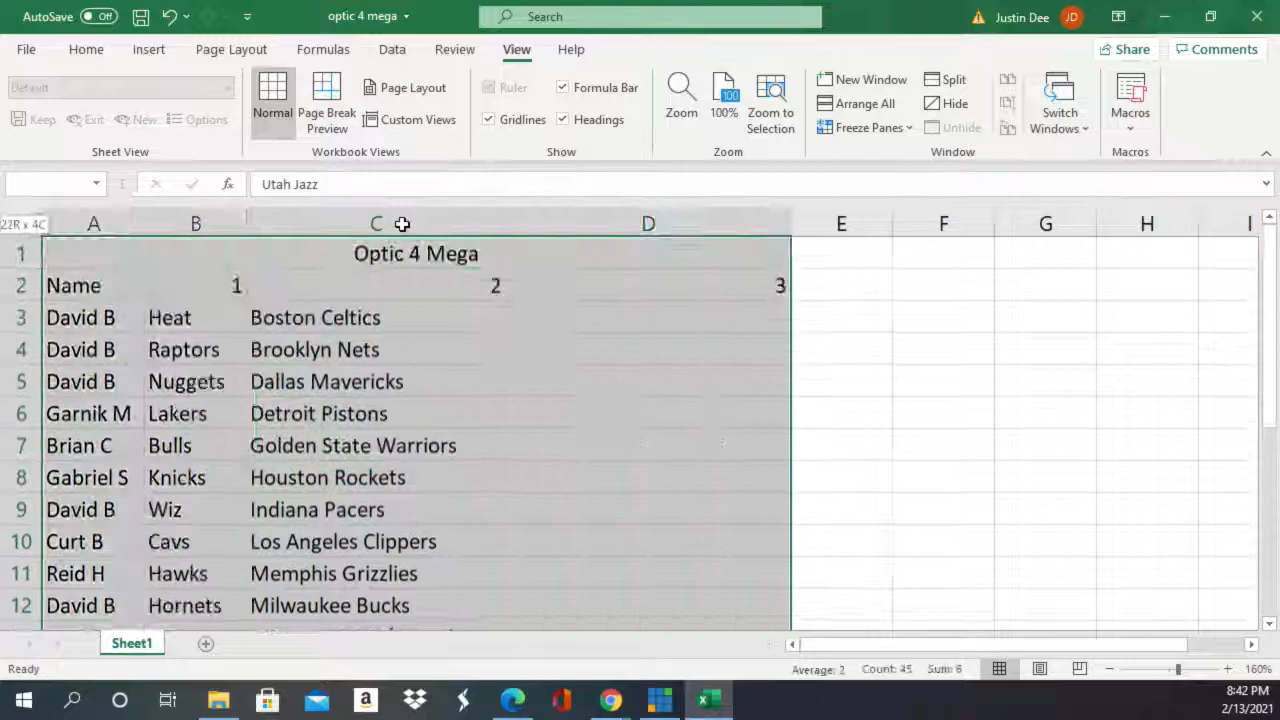 AutoSave Off optic 4 mega Search Justin Dee JD
File Home Insert Page Layout Formulas Data Review View Help Share Comments
Default
Keep Exit New Options
Sheet View
Normal
Page Break Preview
Page Layout
Custom Views
Workbook Views
Ruler Formula Bar
Gridlines Headings
Show
Zoom
100%
Zoom to Selection
Zoom
New Window
Arrange All
Freeze Panes
Split
Hide
Unhide
Switch Windows
Window
Macros
Macros
fx Utah Jazz
22R x 4C A B C D E F G H I
1 Optic 4 Mega
2 Name 1 2 3
3 David B Heat Boston Celtics
4 David B Raptors Brooklyn Nets
5 David B Nuggets Dallas Mavericks
6 Garnik M Lakers Detroit Pistons
7 Brian C Bulls Golden State Warriors
8 Gabriel S Knicks Houston Rockets
9 David B Wiz Indiana Pacers
10 Curt B Cavs Los Angeles Clippers
11 Reid H Hawks Memphis Grizzlies
12 David B Hornets Milwaukee Bucks
Sheet1
Ready Average: 2 Count: 45 Sum: 6 160%
8:42 PM
2/13/2021